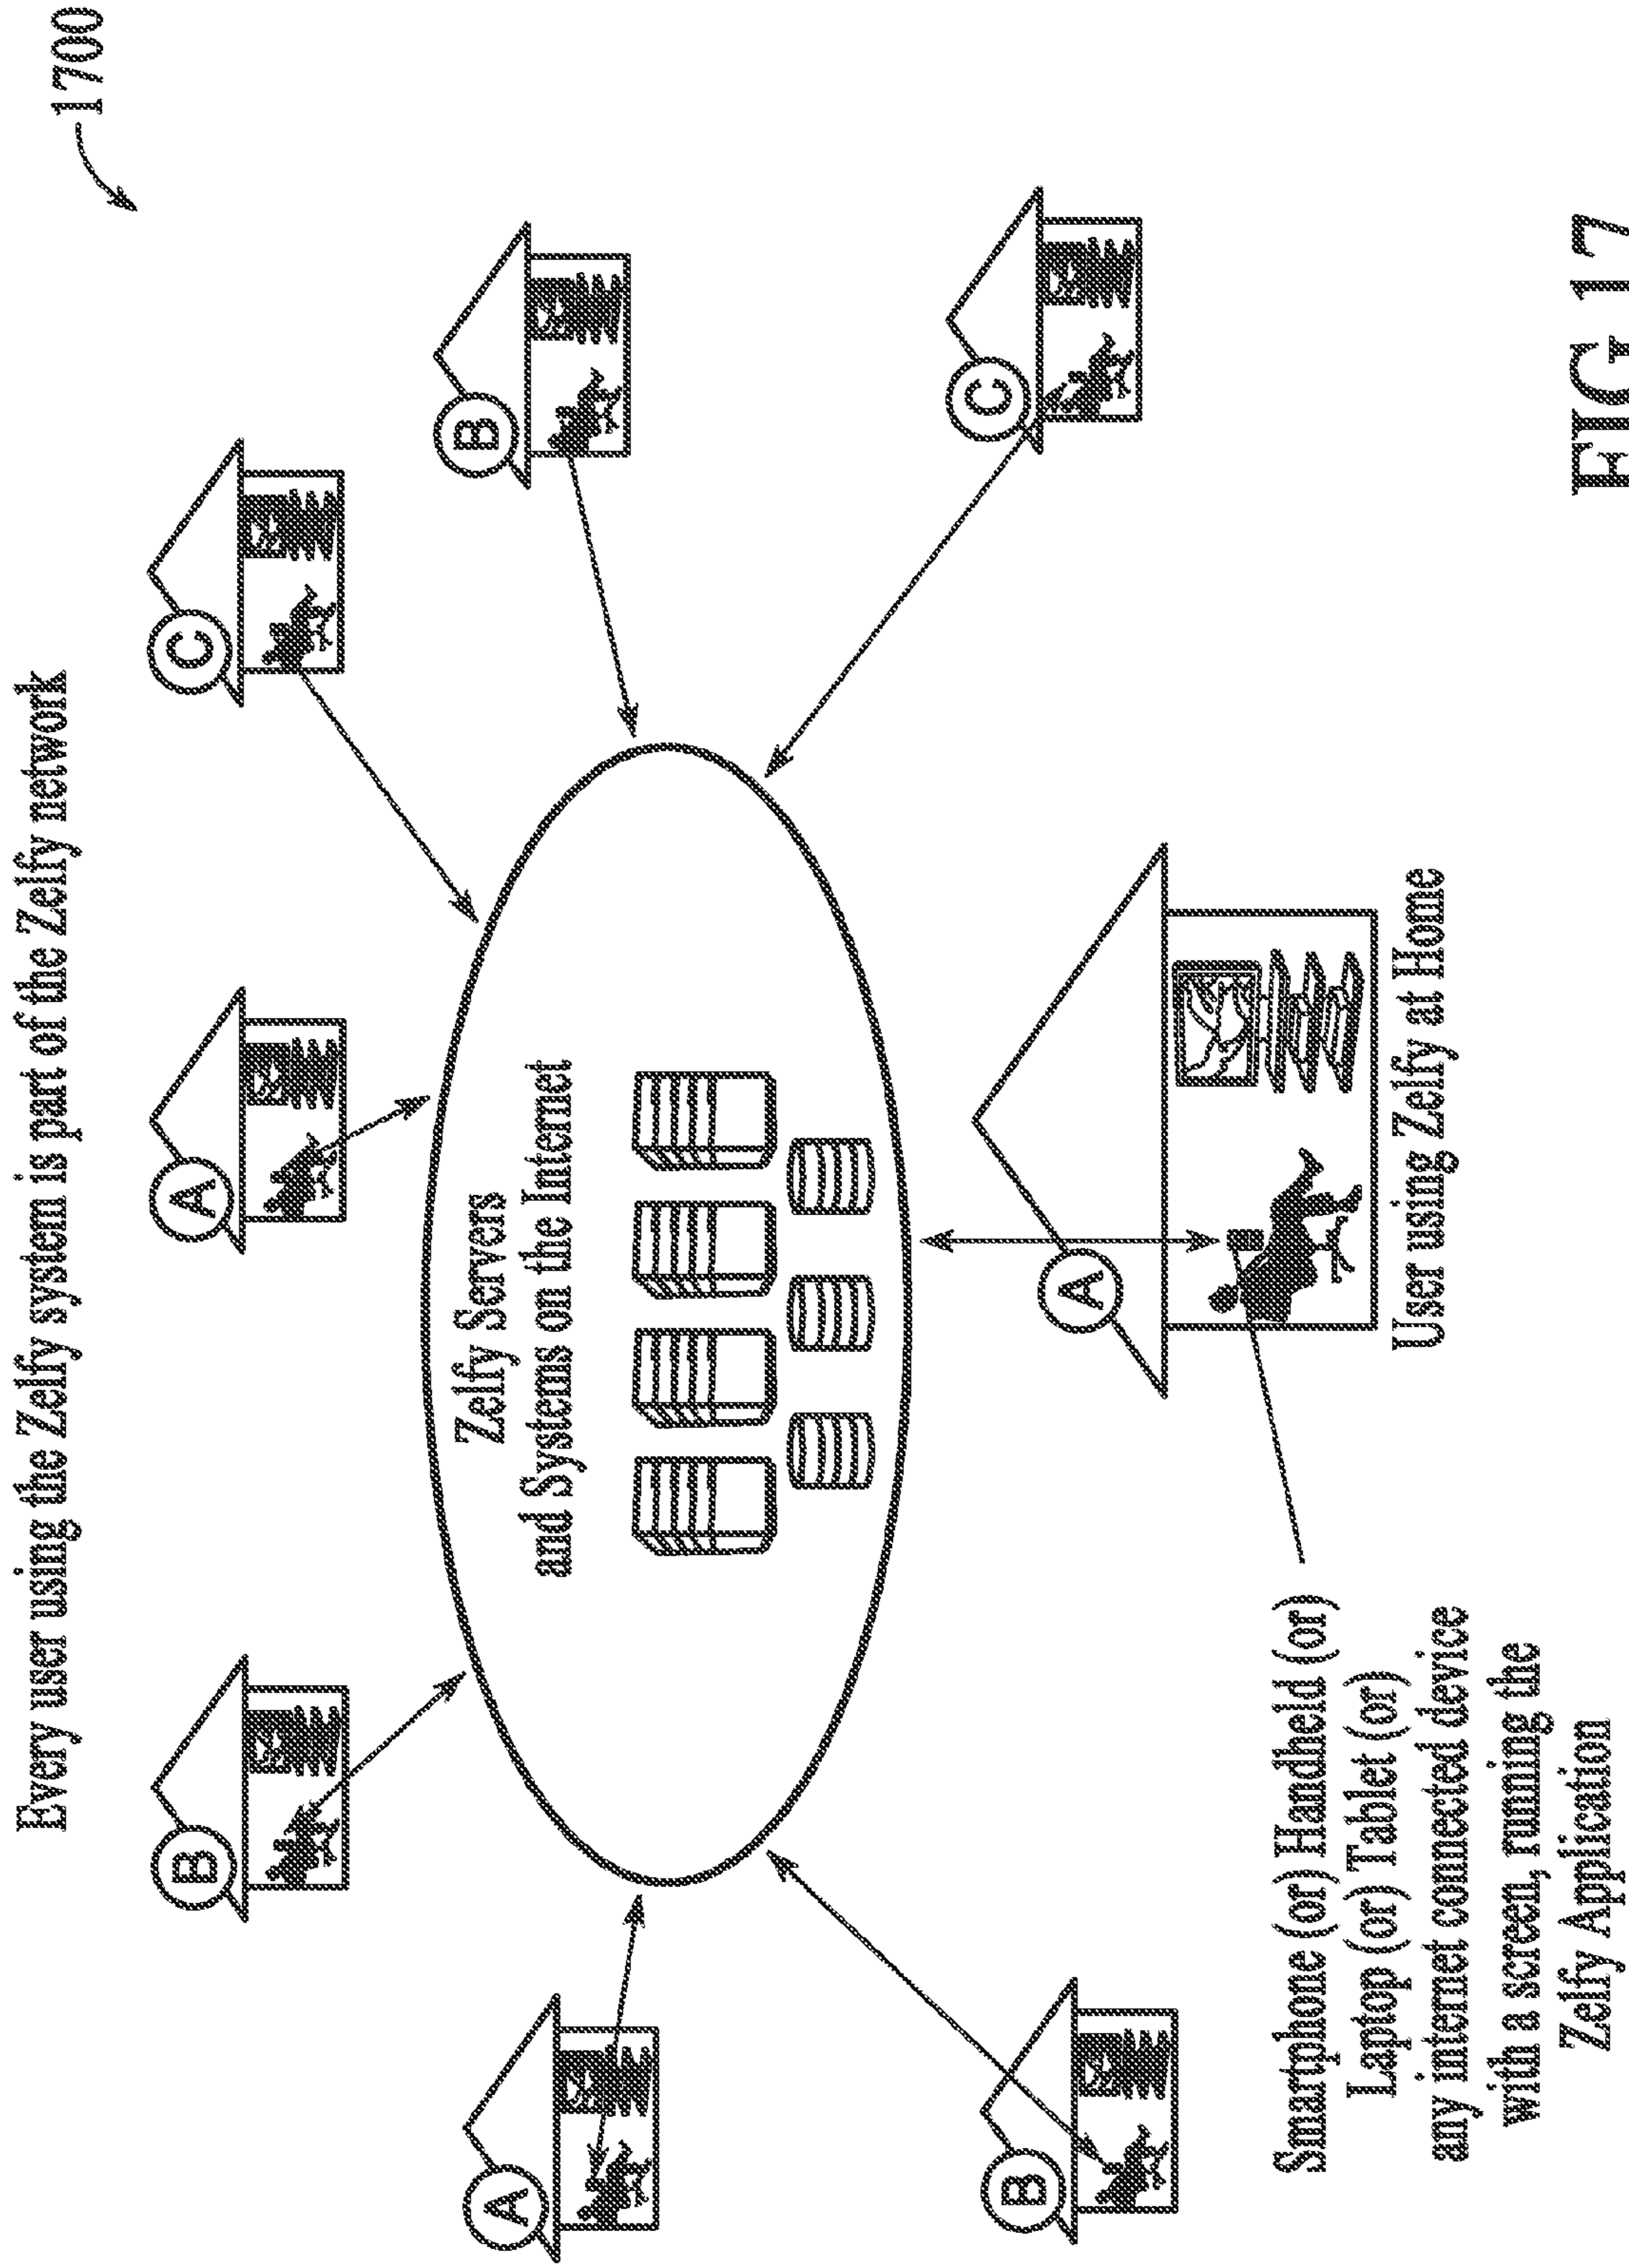 Every user using the Zelfy system is part of the Zelfy network
1700
B
A
C
A
B
Zelfy Servers
and Systems on the Internet
B
A
C
User using Zelfy at Home
Smartphone (or) Handheld (or)
Laptop (or) Tablet (or)
any internet connected device
with a screen, running the
Zelfy Application
FIG 17